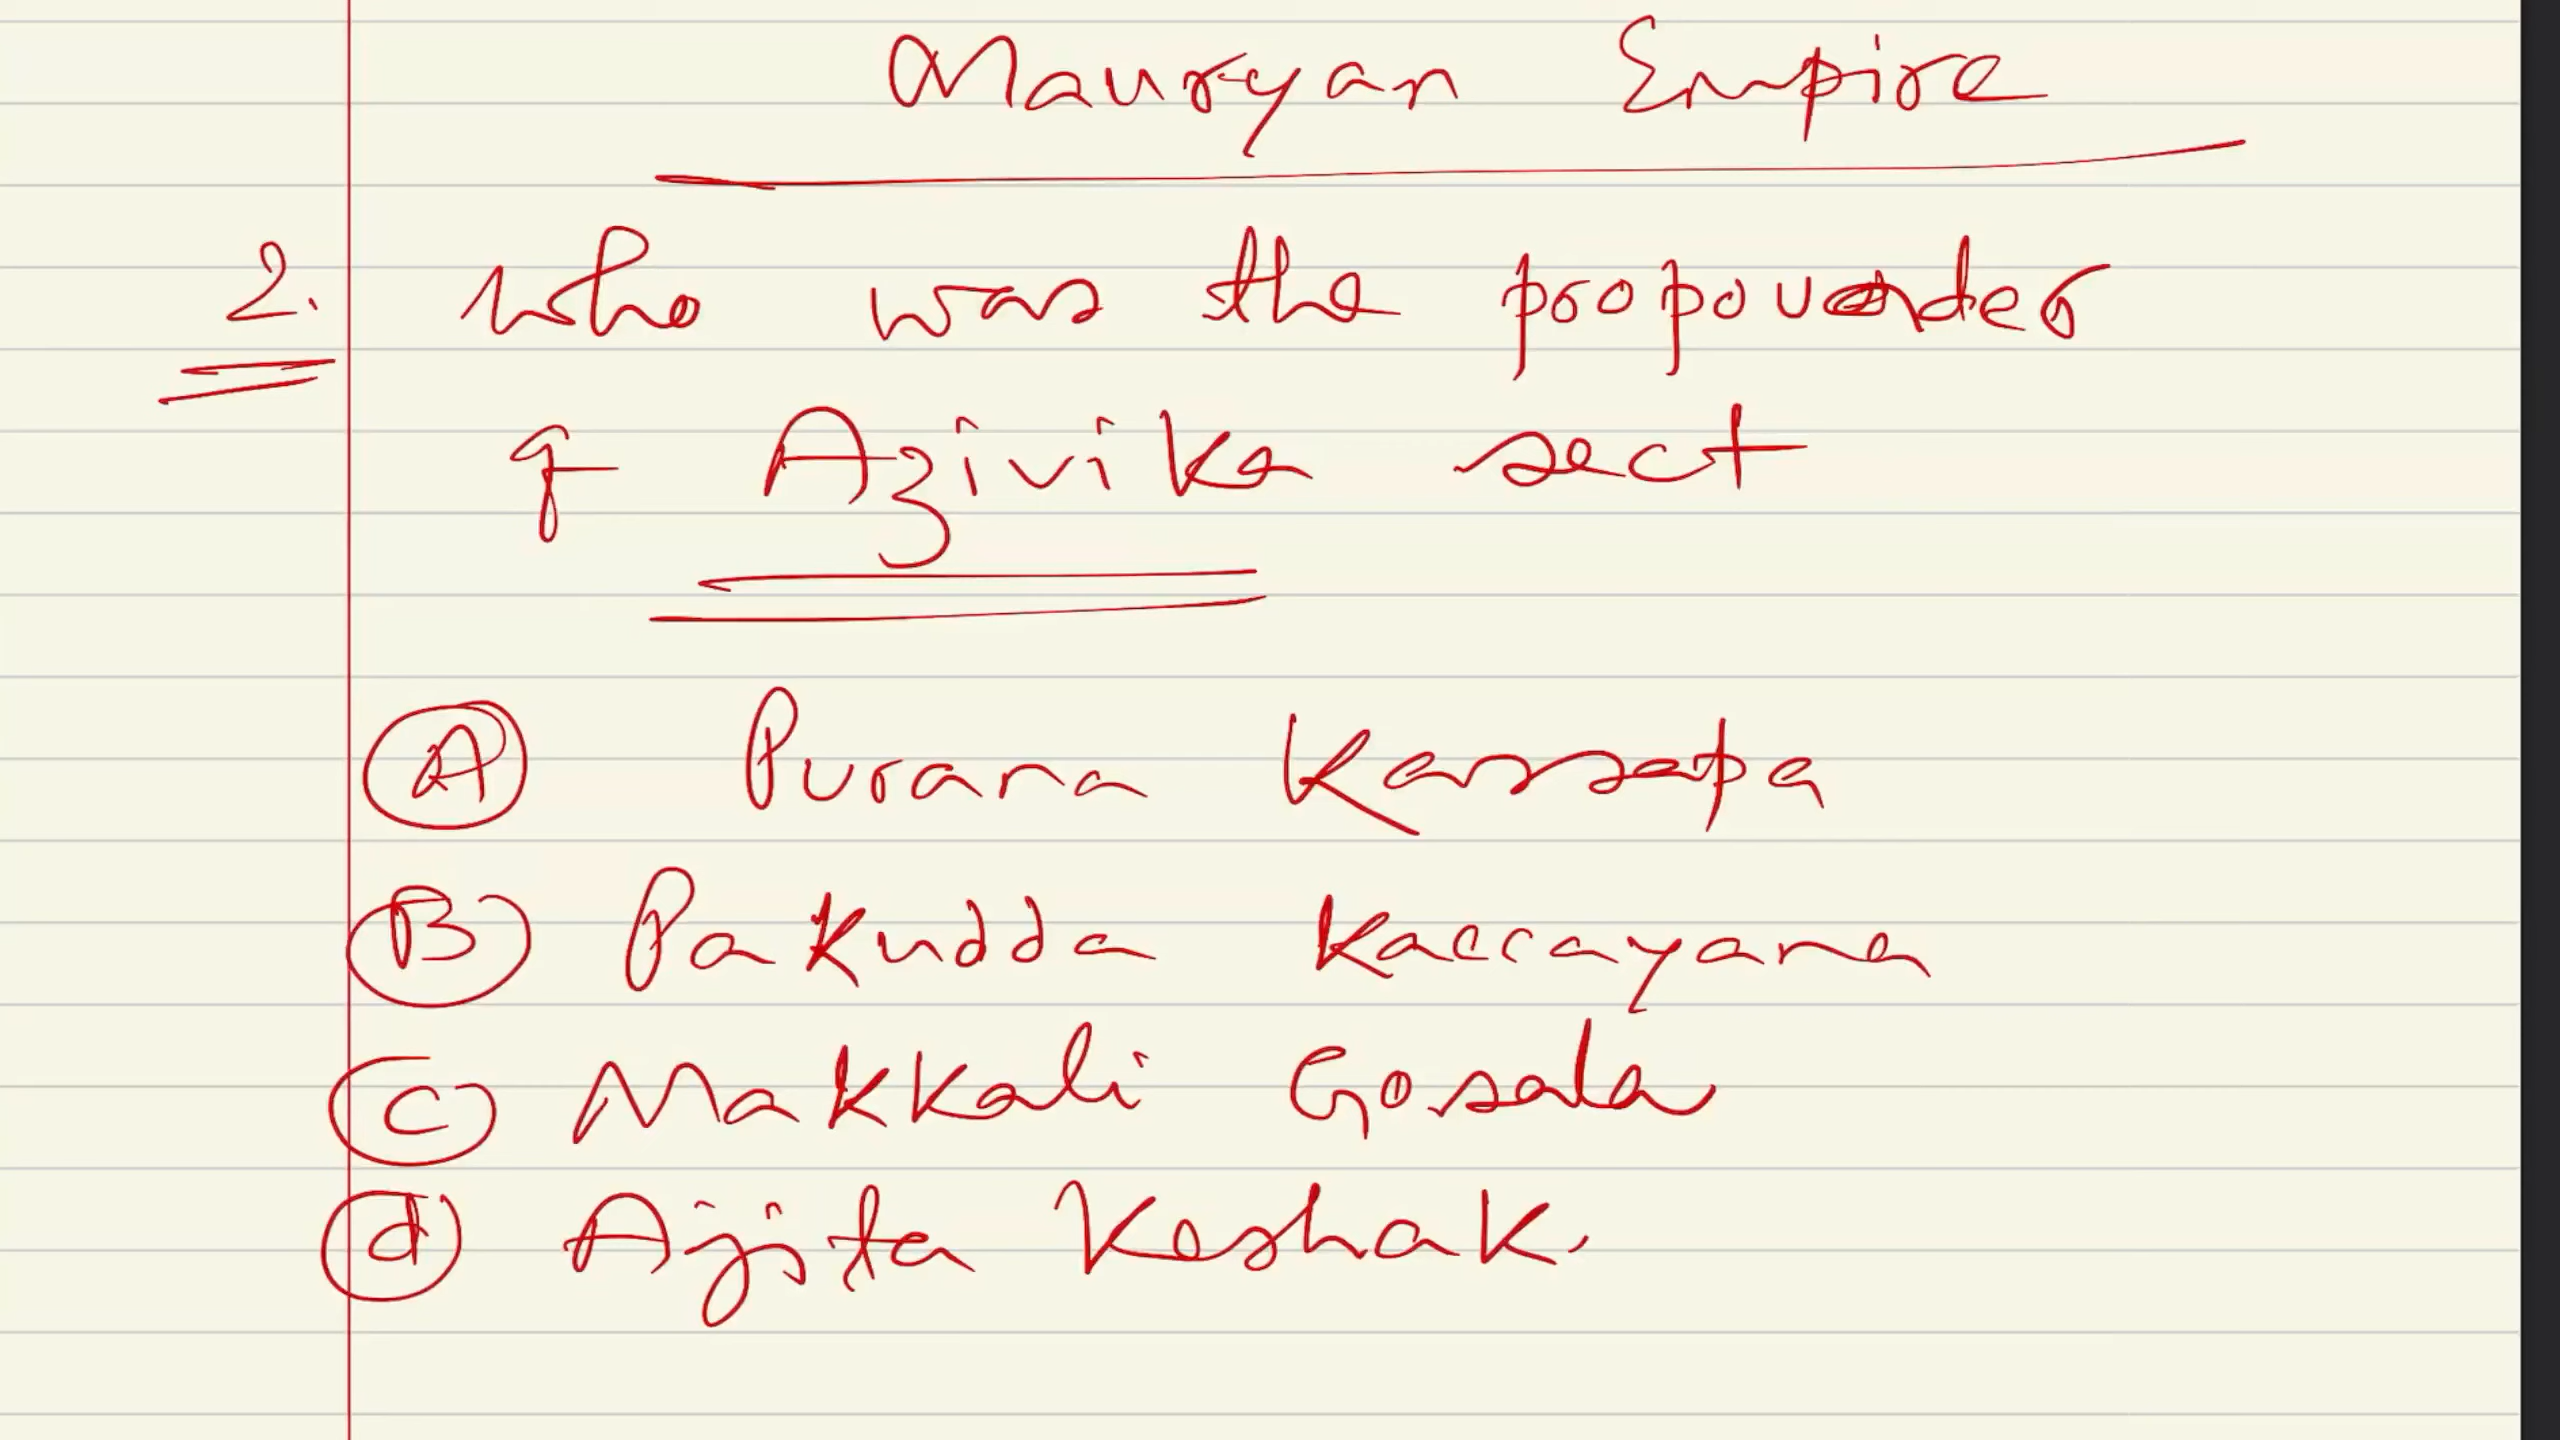 Mauryan Empire
2. who was the propounder
of Azivika sect
A Purana Kassapa
B Pakudda Kaccayana
C Makkali Gosala
d Ajita Keshak.